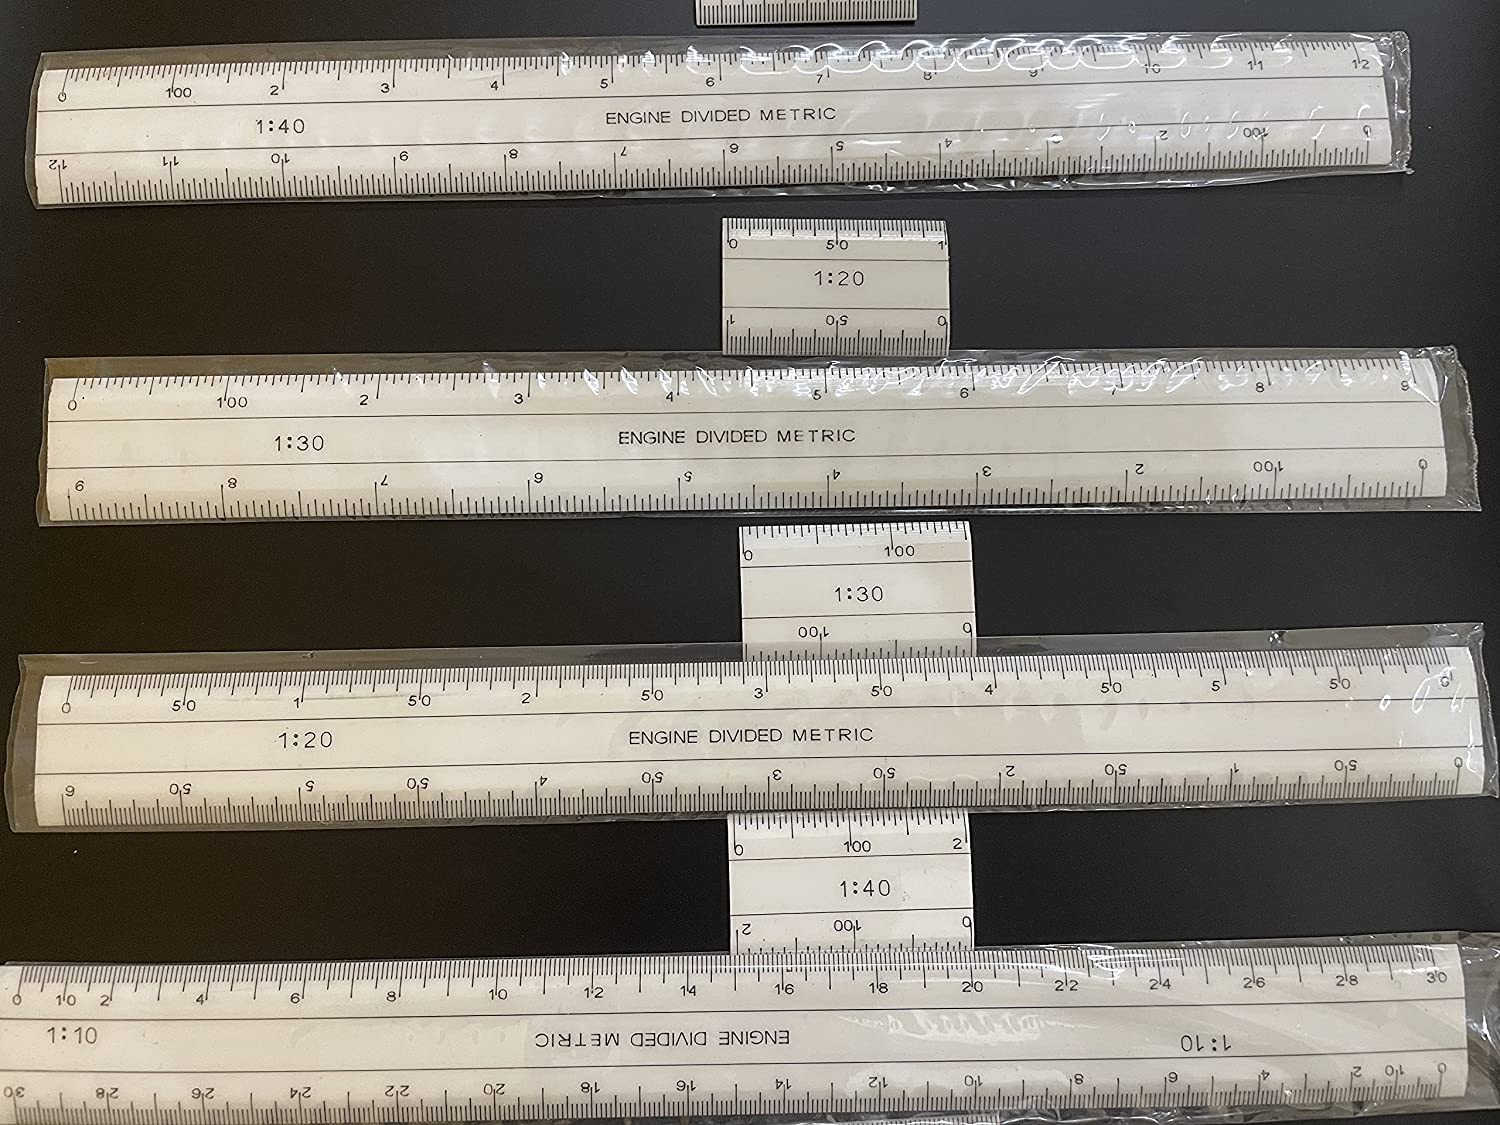 0 100 2 3 4 5 6 7 8 9 10 11 12
1:40 ENGINE DIVIDED METRIC
12 11 10 9 8 7 6 5 4 3 2 100 0
0 50 1
1:20
1 50 0
0 100 2 3 4 5 6 7 8 9
1:30 ENGINE DIVIDED METRIC
9 8 7 6 5 4 3 2 100 0
0 100
1:30
100 0
0 50 1 50 2 50 3 50 4 50 5 50 6
1:20 ENGINE DIVIDED METRIC
6 50 5 50 4 50 3 50 2 50 1 50 0
0 100 2
1:40
2 100 0
0 10 2 4 6 8 10 12 14 16 18 20 22 24 26 28 30
1:10 ENGINE DIVIDED METRIC 1:10
30 28 26 24 22 20 18 16 14 12 10 8 6 4 2 10 0